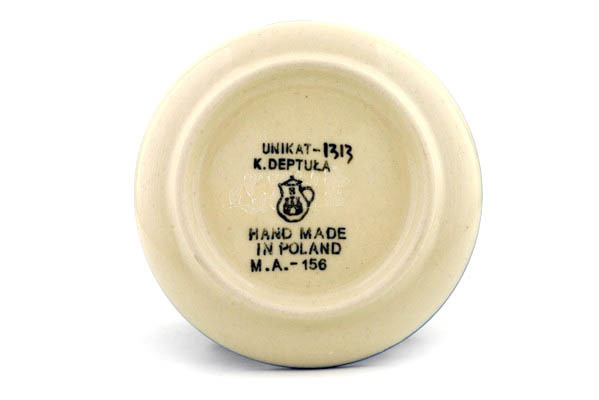 UNIKAT-1313
K.DEPTUŁA
HAND MADE
IN POLAND
M.A.-156